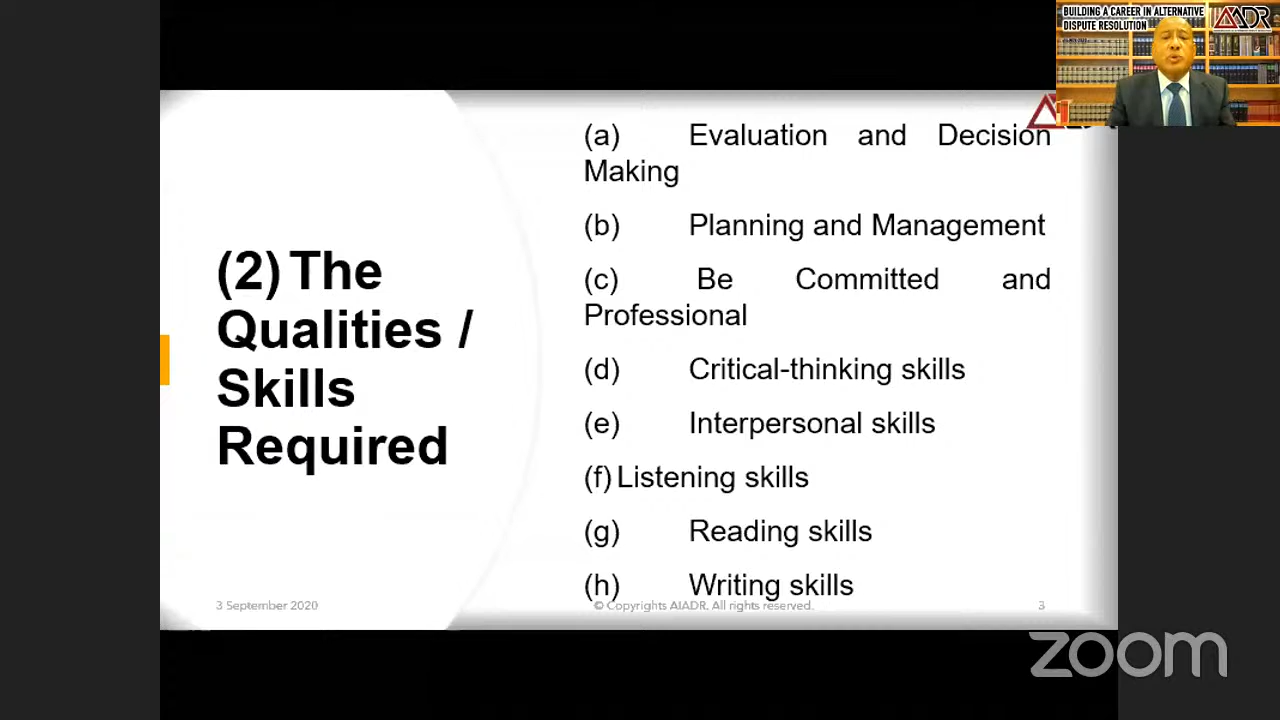 BUILDING A CAREER IN ALTERNATIVE
DISPUTE RESOLUTION
AIADR
(a) Evaluation and Decision
Making
(b) Planning and Management
(c) Be Committed and
Professional
(d) Critical-thinking skills
(e) Interpersonal skills
(f) Listening skills
(g) Reading skills
(h) Writing skills
(2) The
Qualities /
Skills
Required
3 September 2020
© Copyrights AIADR. All rights reserved.
3
zoom